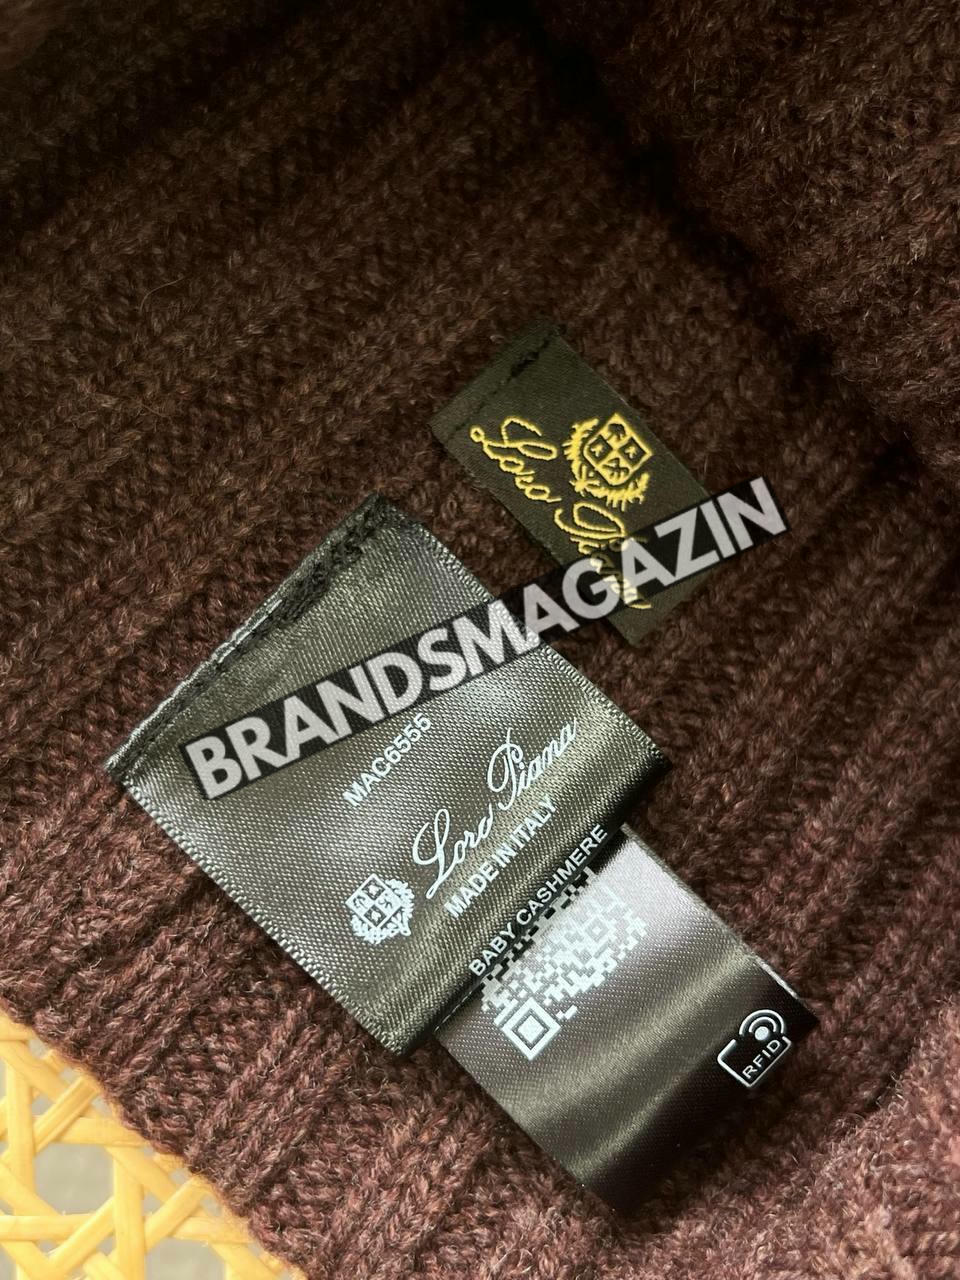 Loro Piana
BRANDSMAGAZIN
MAC6555
Loro Piana
MADE IN ITALY
BABY CASHMERE
RFID